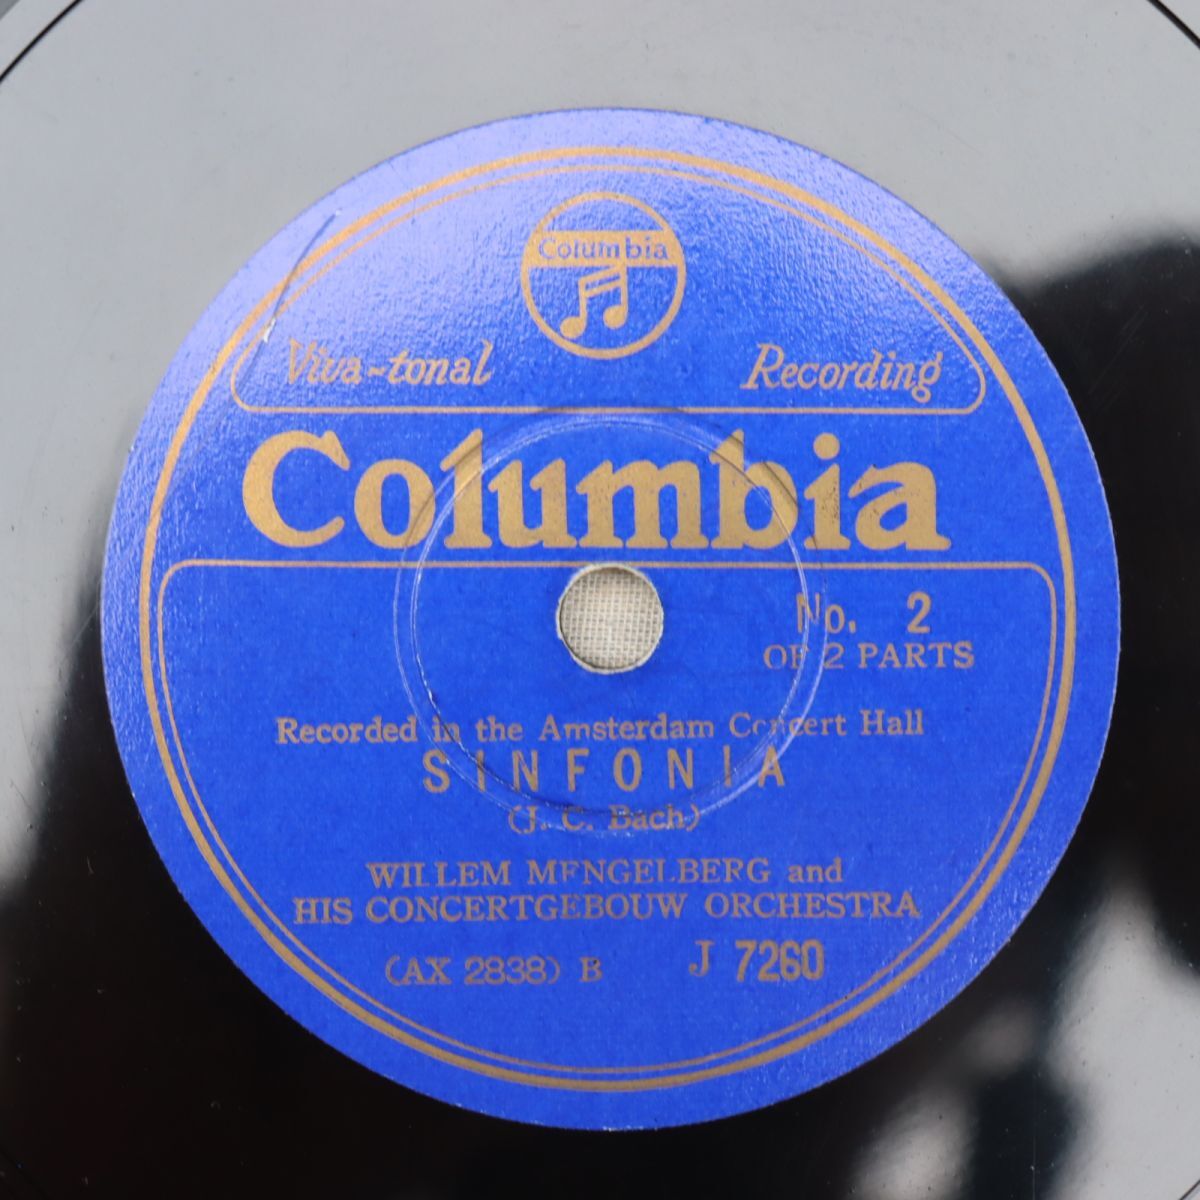 Columbia
Viva-tonal Recording
Columbia
No. 2
OF 2 PARTS
Recorded in the Amsterdam Concert Hall
SINFONIA
(J. C. Bach)
WILLEM MENGELBERG and
HIS CONCERTGEBOUW ORCHESTRA
(AX 2838) B J 7260